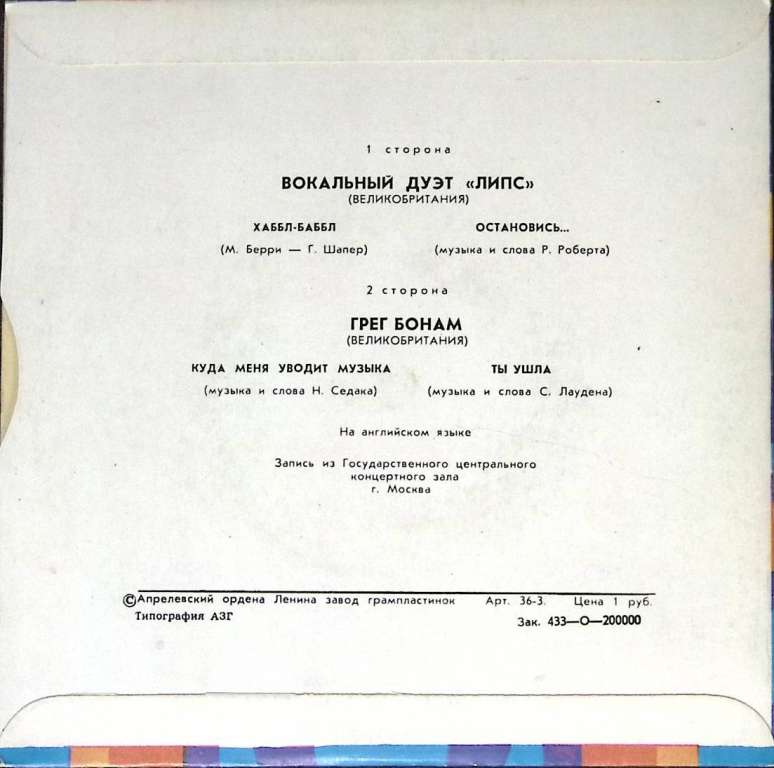 1 сторона
ВОКАЛЬНЫЙ ДУЭТ «ЛИПС»
(ВЕЛИКОБРИТАНИЯ)
ХАББЛ-БАББЛ ОСТАНОВИСЬ...
(М. Берри — Г. Шапер) (музыка и слова Р. Роберта)
2 сторона
ГРЕГ БОНАМ
(ВЕЛИКОБРИТАНИЯ)
КУДА МЕНЯ УВОДИТ МУЗЫКА ТЫ УШЛА
(музыка и слова Н. Седака) (музыка и слова С. Лаудена)
На английском языке
Запись из Государственного центрального
концертного зала
г. Москва
©Апрелевский ордена Ленина завод грампластинок Арт. 36-3. Цена 1 руб.
Типография АЗГ Зак. 433—О—200000